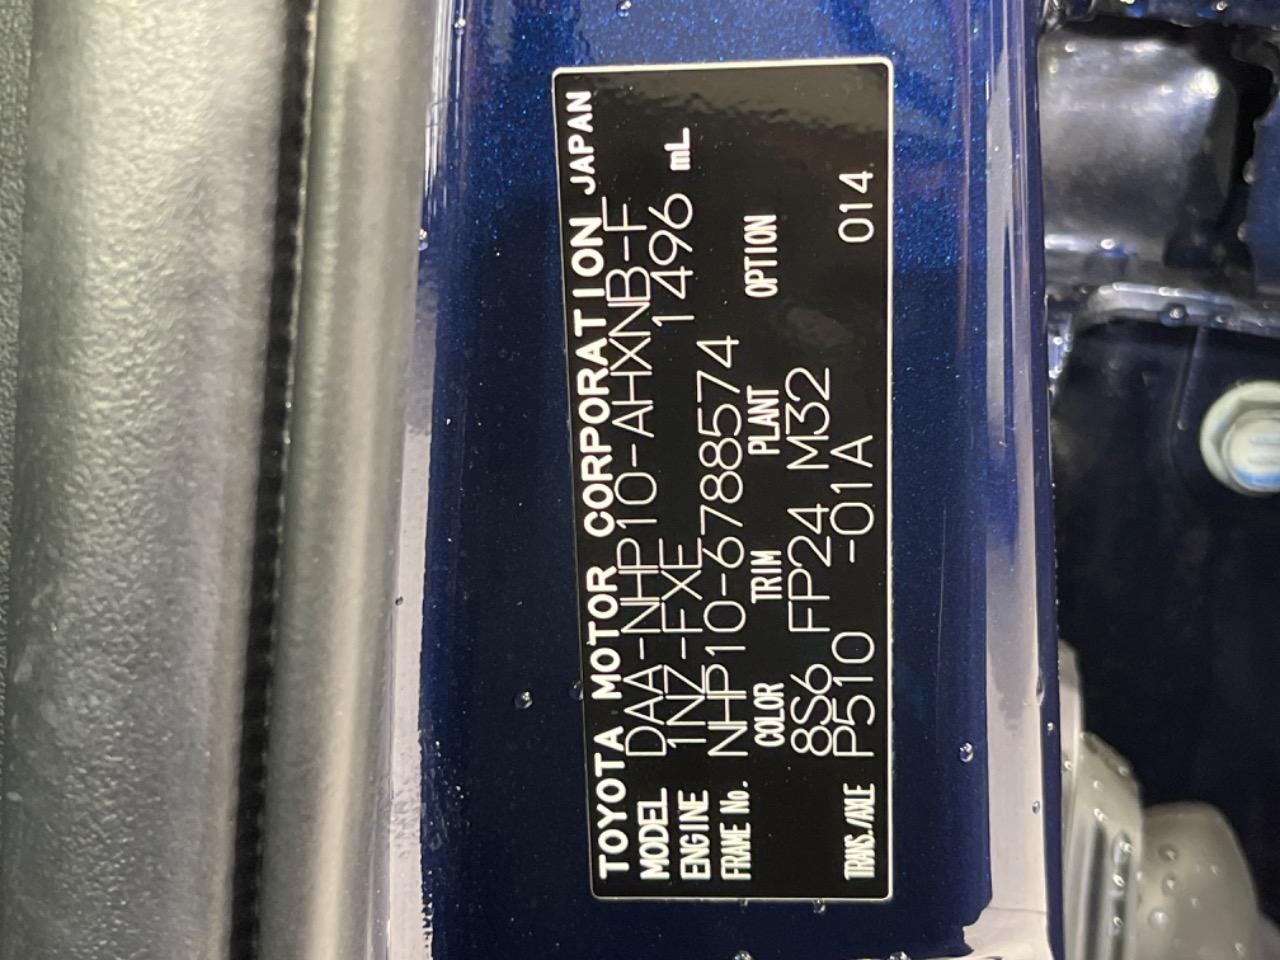 TOYOTA MOTOR CORPORATION JAPAN
MODEL DAA-NHP10-AHXNB-F
ENGINE 1NZ-FXE 1496 mL
FRAME No. NHP10-6788574
COLOR TRIM PLANT OPTION
8S6 FP24 M32
TRANS./AXLE P510 -01A 014